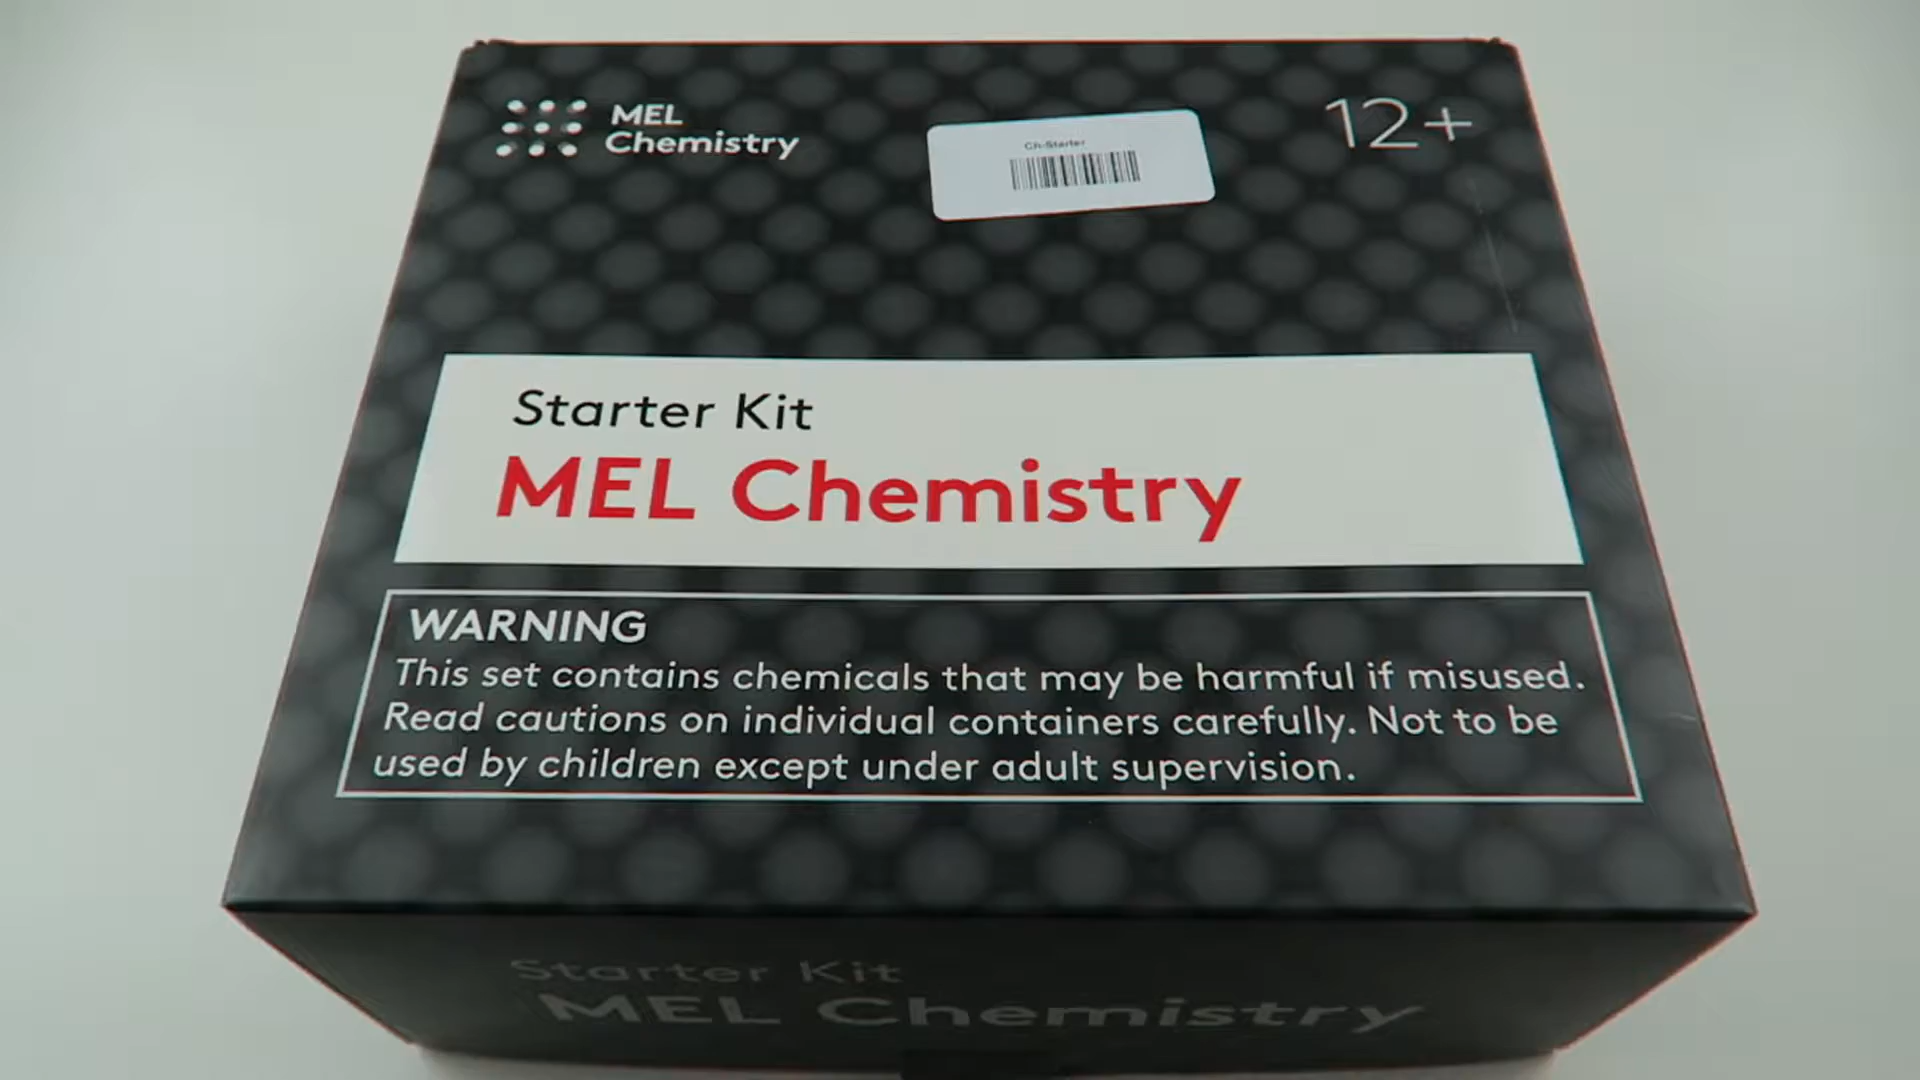 MEL
Chemistry
Ch-Starter
12+
Starter Kit
MEL Chemistry
WARNING
This set contains chemicals that may be harmful if misused.
Read cautions on individual containers carefully. Not to be
used by children except under adult supervision.
Starter Kit
MEL Chemistry